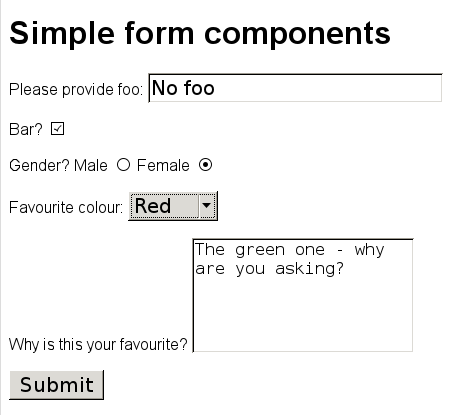 Simple form components
Please provide foo: No foo
Bar?
Gender? Male Female
Favourite colour: Red
The green one - why
are you asking?
Why is this your favourite?
Submit